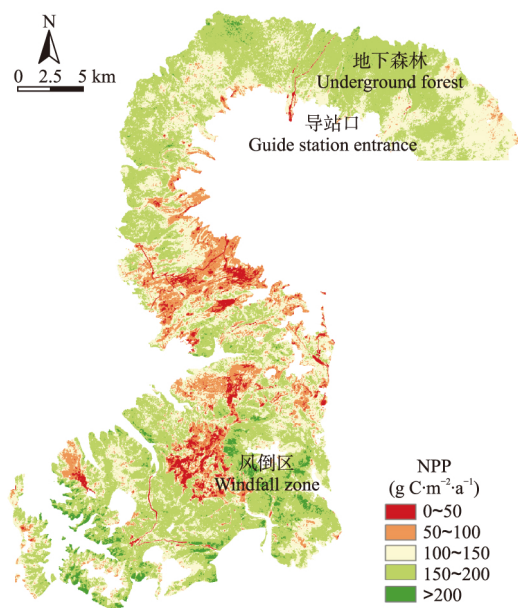 N
0 2.5 5 km
地下森林
Underground forest
导站口
Guide station entrance
风倒区
Windfall zone
NPP
(g C·m⁻²·a⁻¹)
0~50
50~100
100~150
150~200
>200